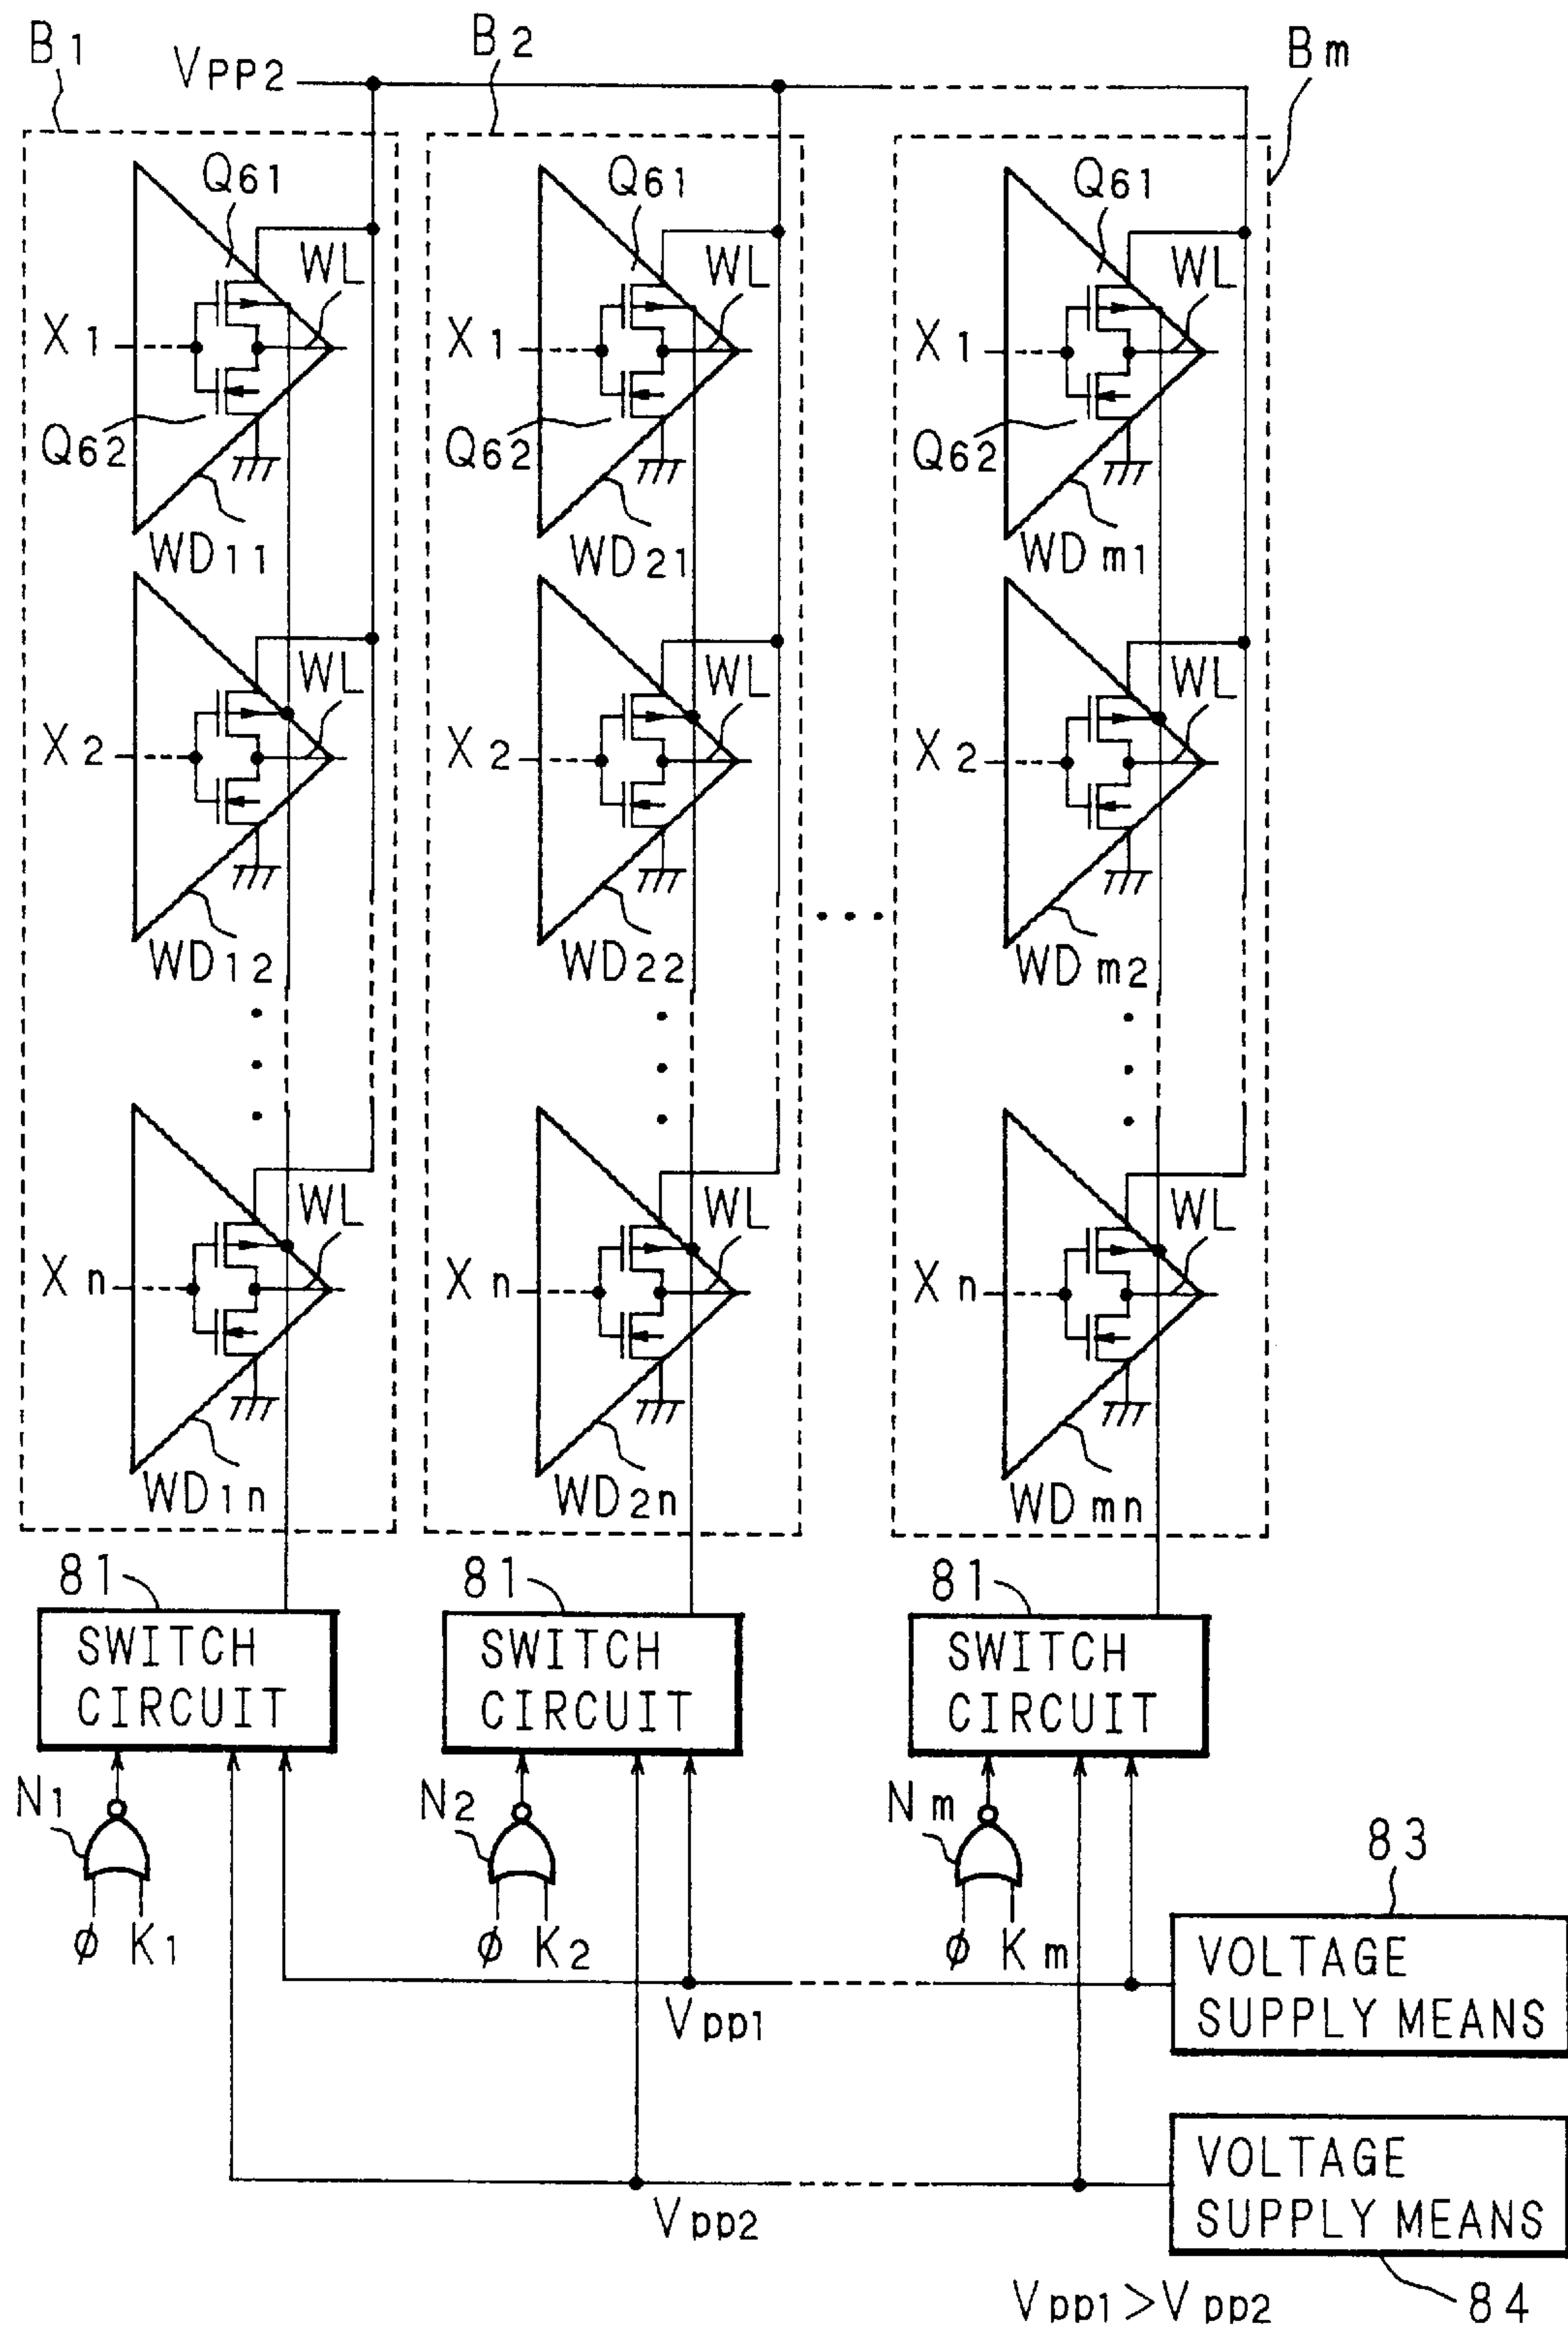 B1
B2
Bm
VPP2
Q61
Q61
Q61
WL
WL
WL
X1
X1
X1
Q62
Q62
Q62
WD11
WD21
WDm1
WL
WL
WL
X2
X2
X2
WD12
WD22
WDm2
WL
WL
WL
Xn
Xn
Xn
WD1n
WD2n
WDmn
81
81
81
SWITCH
CIRCUIT
SWITCH
CIRCUIT
SWITCH
CIRCUIT
N1
N2
Nm
ø K1
ø K2
ø Km
83
VOLTAGE
SUPPLY MEANS
Vpp1
VOLTAGE
SUPPLY MEANS
Vpp2
Vpp1>Vpp2
84